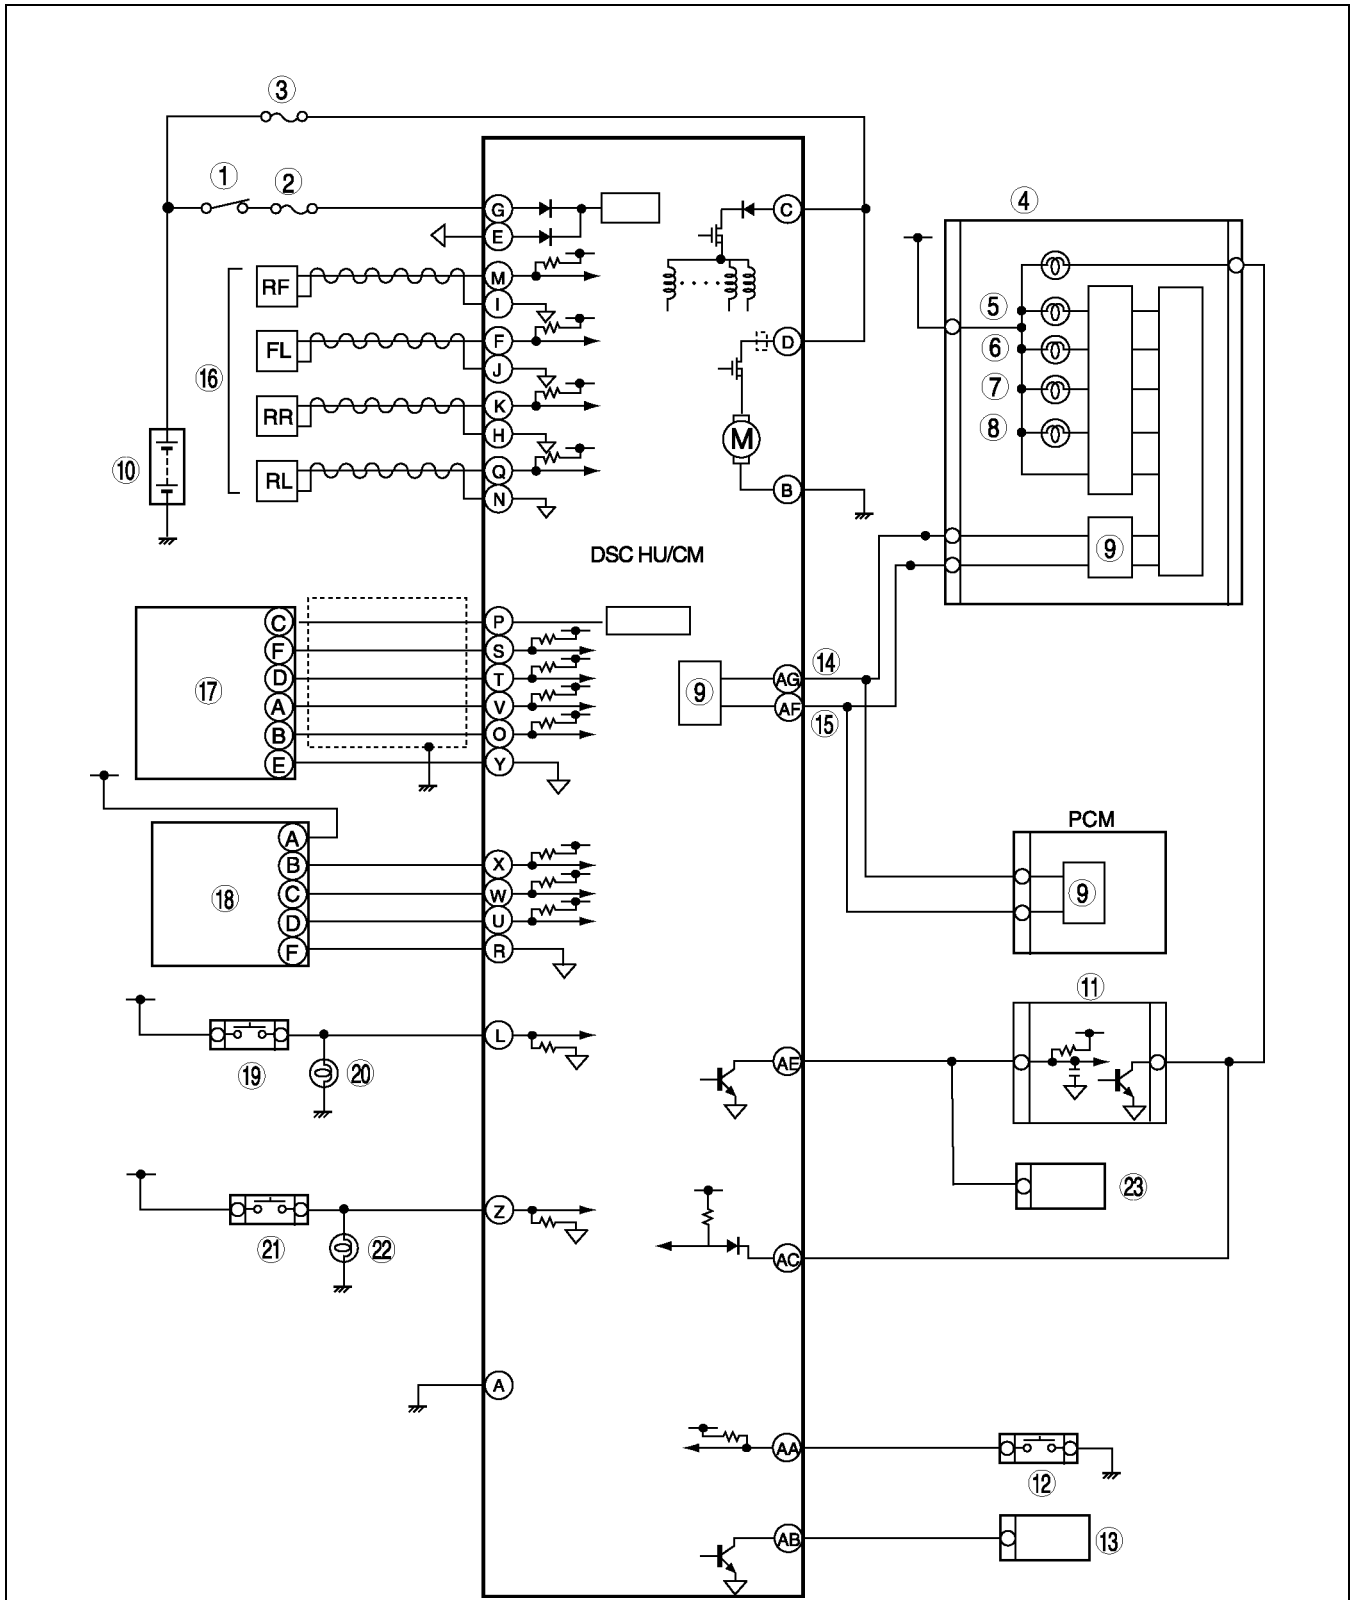 ③
① ②
④
G C
E
RF M
I
⑤
FL F D
⑥
⑯ J
⑦
RR K
⑧
H M
⑩
RL Q
N B
DSC HU/CM
⑨
C P
F S
⑭
D T AG
⑰ ⑨
A V AF
⑮
B O
E Y
PCM
A
B X
⑱ C W ⑨
D U
F R
⑪
L
AE
⑲ ⑳
㉓
Z
㉑ ㉒
AC
A
AA
⑫
AB ⑬